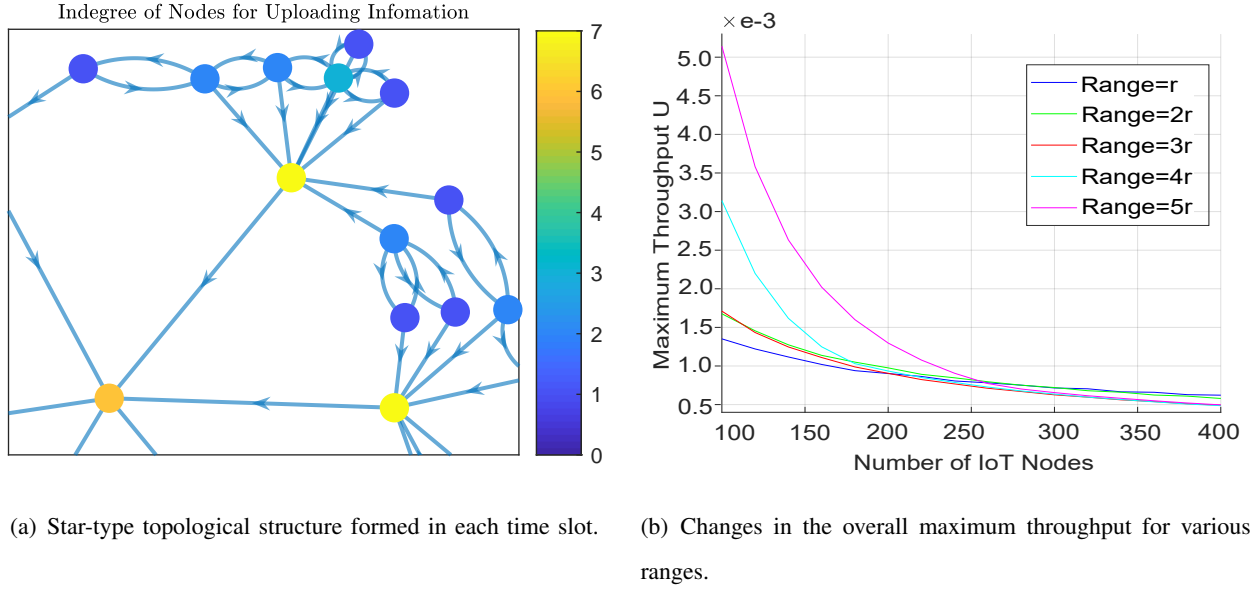 Indegree of Nodes for Uploading Infomation
7
6
5
4
3
2
1
0
(a) Star-type topological structure formed in each time slot.
× e-3
5.0
4.5
4.0
3.5
3.0
2.5
2.0
1.5
1.0
0.5
Maximum Throughput U
Range=r
Range=2r
Range=3r
Range=4r
Range=5r
100 150 200 250 300 350 400
Number of IoT Nodes
(b) Changes in the overall maximum throughput for various
ranges.